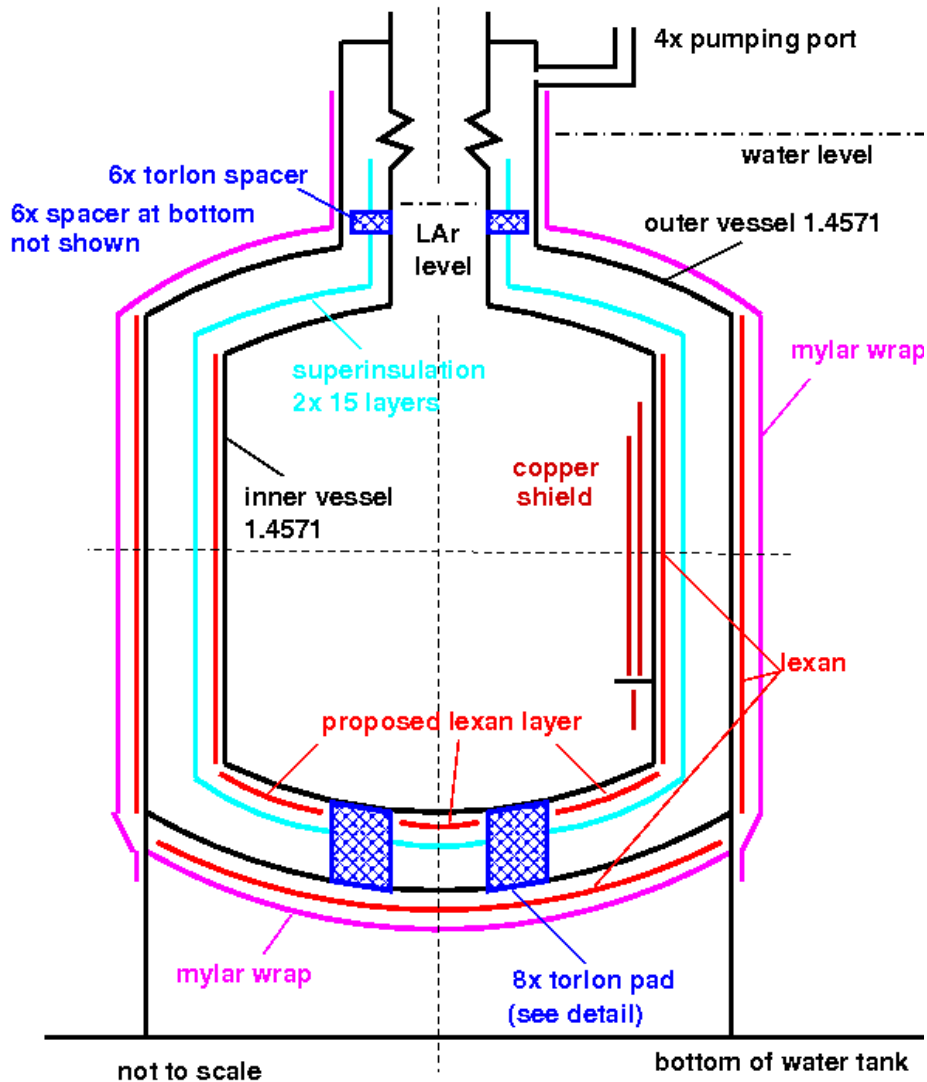 4x pumping port
water level
6x torlon spacer
6x spacer at bottom
not shown
outer vessel 1.4571
LAr
level
mylar wrap
superinsulation
2x 15 layers
copper
shield
inner vessel
1.4571
lexan
proposed lexan layer
mylar wrap
8x torlon pad
(see detail)
not to scale
bottom of water tank